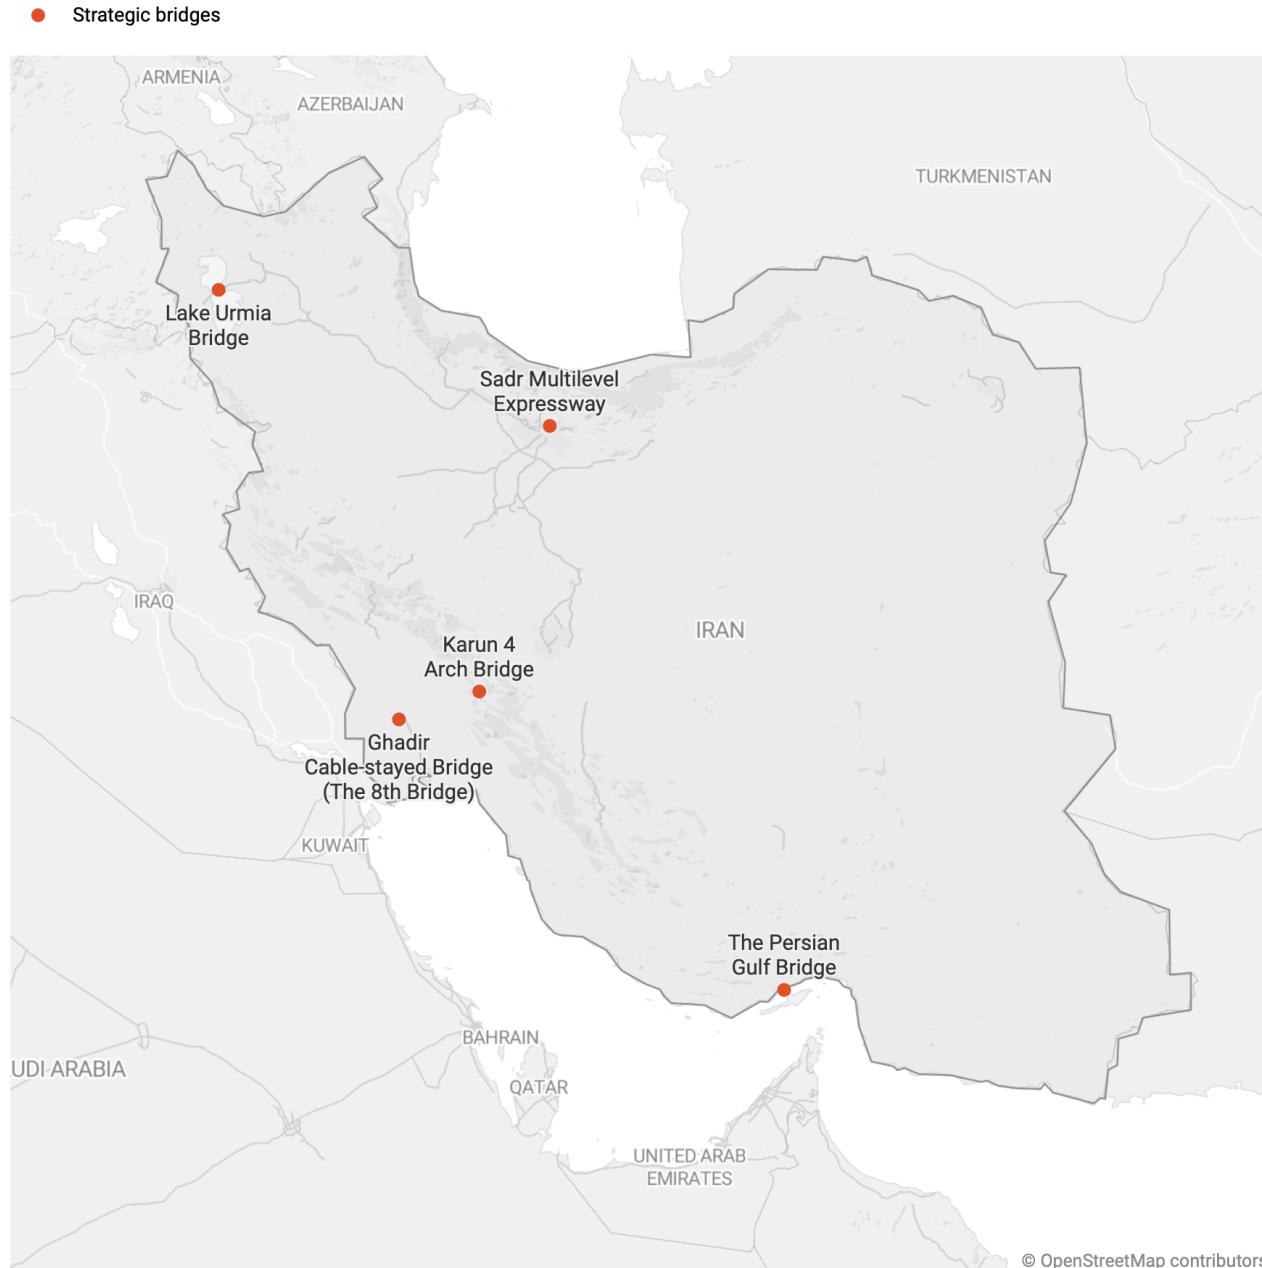 Strategic bridges
ARMENIA
AZERBAIJAN
TURKMENISTAN
Lake Urmia
Bridge
Sadr Multilevel
Expressway
IRAQ
IRAN
Karun 4
Arch Bridge
Ghadir
Cable-stayed Bridge
(The 8th Bridge)
KUWAIT
The Persian
Gulf Bridge
BAHRAIN
UDI ARABIA
QATAR
UNITED ARAB
EMIRATES
© OpenStreetMap contributors